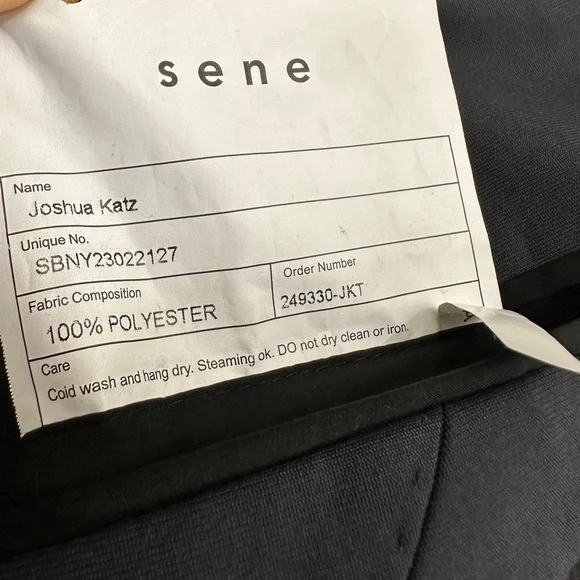 sene
Name
Joshua Katz
Unique No.
SBNY23022127
Fabric Composition
100% POLYESTER
Order Number
249330-JKT
Care
Cold wash and hang dry. Steaming ok. DO not dry clean or iron.